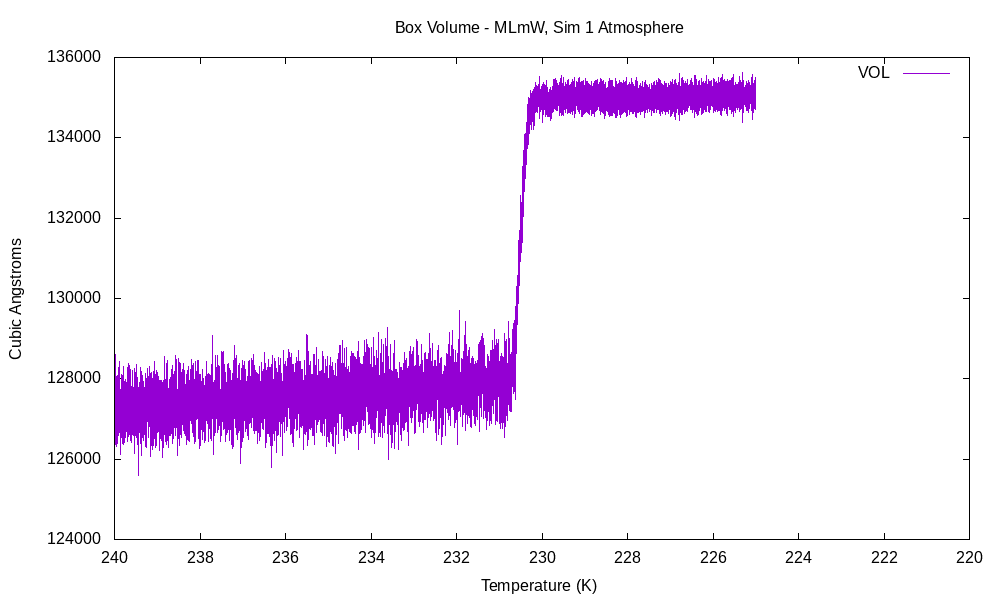 Box Volume - MLmW, Sim 1 Atmosphere
VOL
136000
134000
132000
130000
128000
126000
124000
Cubic Angstroms
240 238 236 234 232 230 228 226 224 222 220
Temperature (K)